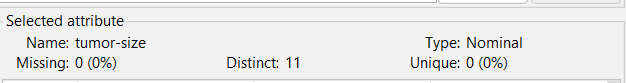 Selected attribute
Name: tumor-size Type: Nominal
Missing: 0 (0%) Distinct: 11 Unique: 0 (0%)